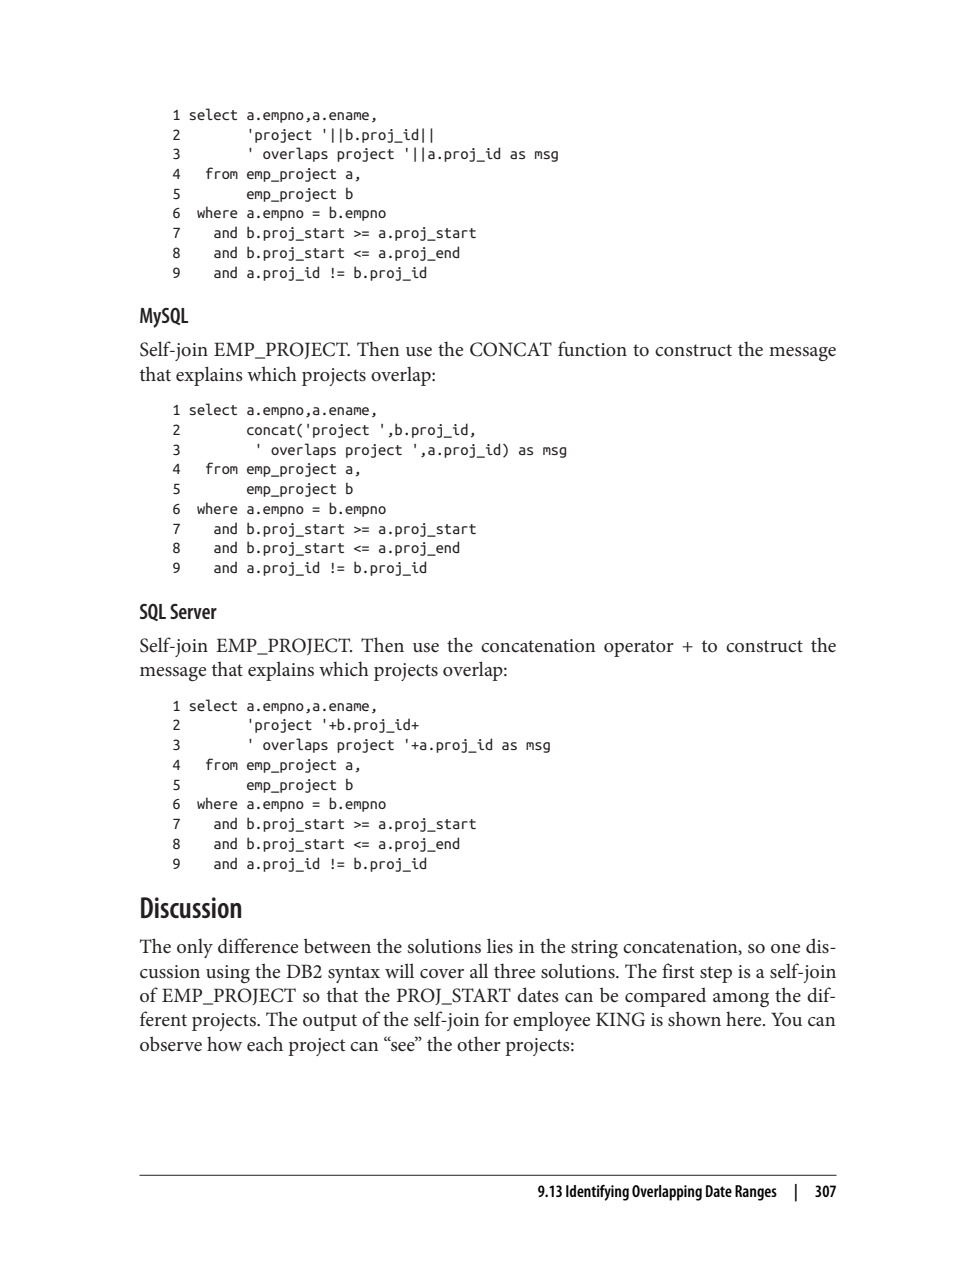 1 select a.empno,a.ename,
2        'project '||b.proj_id||
3        ' overlaps project '||a.proj_id as msg
4   from emp_project a,
5        emp_project b
6  where a.empno = b.empno
7    and b.proj_start >= a.proj_start
8    and b.proj_start <= a.proj_end
9    and a.proj_id != b.proj_id
MySQL
Self-join EMP_PROJECT. Then use the CONCAT function to construct the message
that explains which projects overlap:
1 select a.empno,a.ename,
2        concat('project ',b.proj_id,
3         ' overlaps project ',a.proj_id) as msg
4   from emp_project a,
5        emp_project b
6  where a.empno = b.empno
7    and b.proj_start >= a.proj_start
8    and b.proj_start <= a.proj_end
9    and a.proj_id != b.proj_id
SQL Server
Self-join EMP_PROJECT. Then use the concatenation operator + to construct the
message that explains which projects overlap:
1 select a.empno,a.ename,
2        'project '+b.proj_id+
3        ' overlaps project '+a.proj_id as msg
4   from emp_project a,
5        emp_project b
6  where a.empno = b.empno
7    and b.proj_start >= a.proj_start
8    and b.proj_start <= a.proj_end
9    and a.proj_id != b.proj_id
Discussion
The only difference between the solutions lies in the string concatenation, so one dis-
cussion using the DB2 syntax will cover all three solutions. The first step is a self-join
of EMP_PROJECT so that the PROJ_START dates can be compared among the dif-
ferent projects. The output of the self-join for employee KING is shown here. You can
observe how each project can “see” the other projects:
9.13 Identifying Overlapping Date Ranges | 307